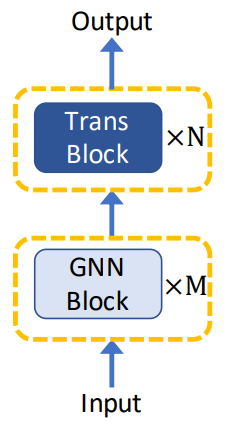 Output
Trans
Block
×N
GNN
Block
×M
Input